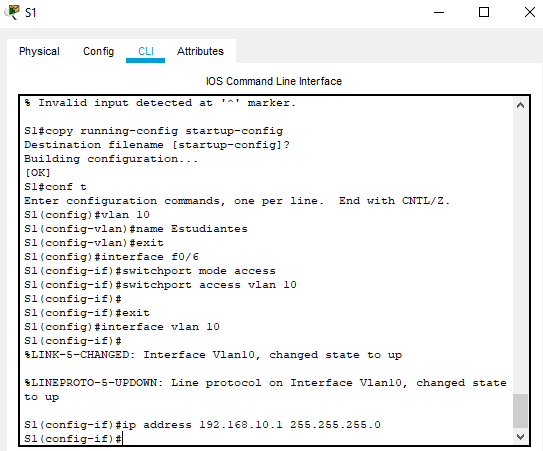 S1
Physical Config CLI Attributes
IOS Command Line Interface
% Invalid input detected at '^' marker.
S1#copy running-config startup-config
Destination filename [startup-config]?
Building configuration...
[OK]
S1#conf t
Enter configuration commands, one per line.  End with CNTL/Z.
S1(config)#vlan 10
S1(config-vlan)#name Estudiantes
S1(config-vlan)#exit
S1(config)#interface f0/6
S1(config-if)#switchport mode access
S1(config-if)#switchport access vlan 10
S1(config-if)#
S1(config-if)#exit
S1(config)#interface vlan 10
S1(config-if)#
%LINK-5-CHANGED: Interface Vlan10, changed state to up
%LINEPROTO-5-UPDOWN: Line protocol on Interface Vlan10, changed state
to up
S1(config-if)#ip address 192.168.10.1 255.255.255.0
S1(config-if)#